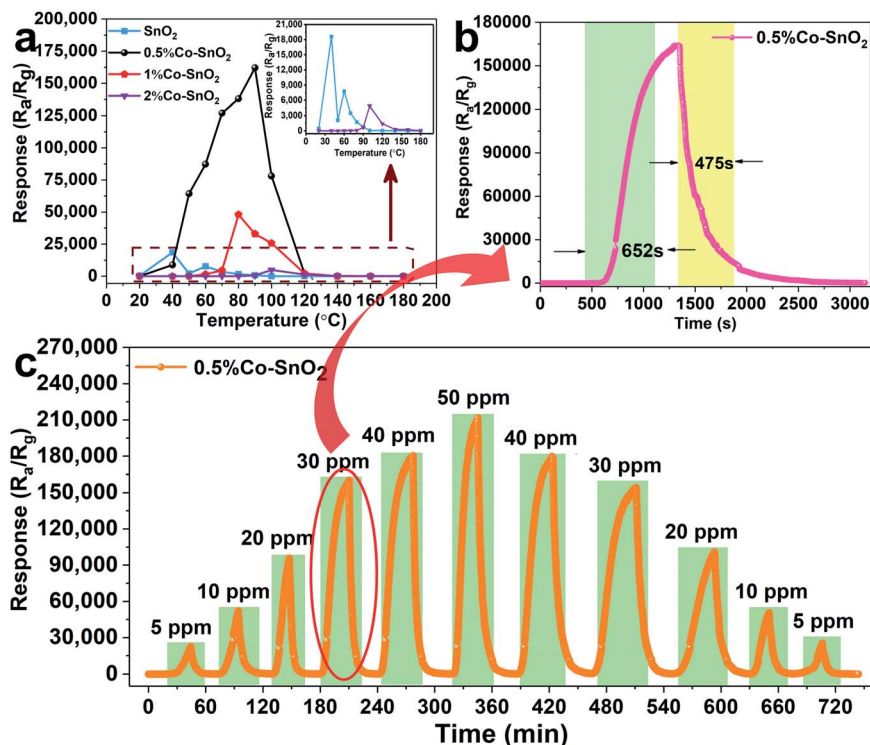 a
Response (Ra/Rg)
200,000
175,000
150,000
125,000
100,000
75,000
50,000
25,000
0
SnO2
0.5%Co-SnO2
1%Co-SnO2
2%Co-SnO2
0 20 40 60 80 100 120 140 160 180 200
Temperature (°C)
Response (Ra/Rg)
21,000
18,000
15,000
12,000
9,000
6,000
3,000
0
0 30 60 90 120 150 180
Temperature (°C)
b
Response (Ra/Rg)
180000
150000
120000
90000
60000
30000
0
0.5%Co-SnO2
475s
652s
0 500 1000 1500 2000 2500 3000
Time (s)
c
Response (Ra/Rg)
270,000
240,000
210,000
180,000
150,000
120,000
90,000
60,000
30,000
0
0.5%Co-SnO2
5 ppm
10 ppm
20 ppm
30 ppm
40 ppm
50 ppm
40 ppm
30 ppm
20 ppm
10 ppm
5 ppm
0 60 120 180 240 300 360 420 480 540 600 660 720
Time (min)